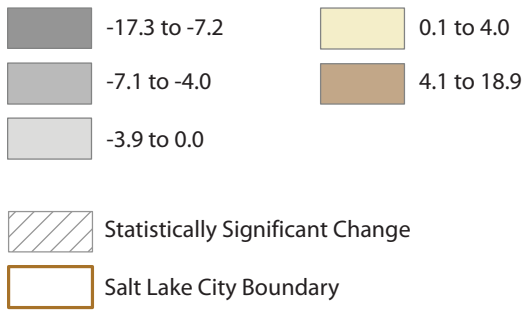 -17.3 to -7.2
-7.1 to -4.0
-3.9 to 0.0
0.1 to 4.0
4.1 to 18.9
Statistically Significant Change
Salt Lake City Boundary